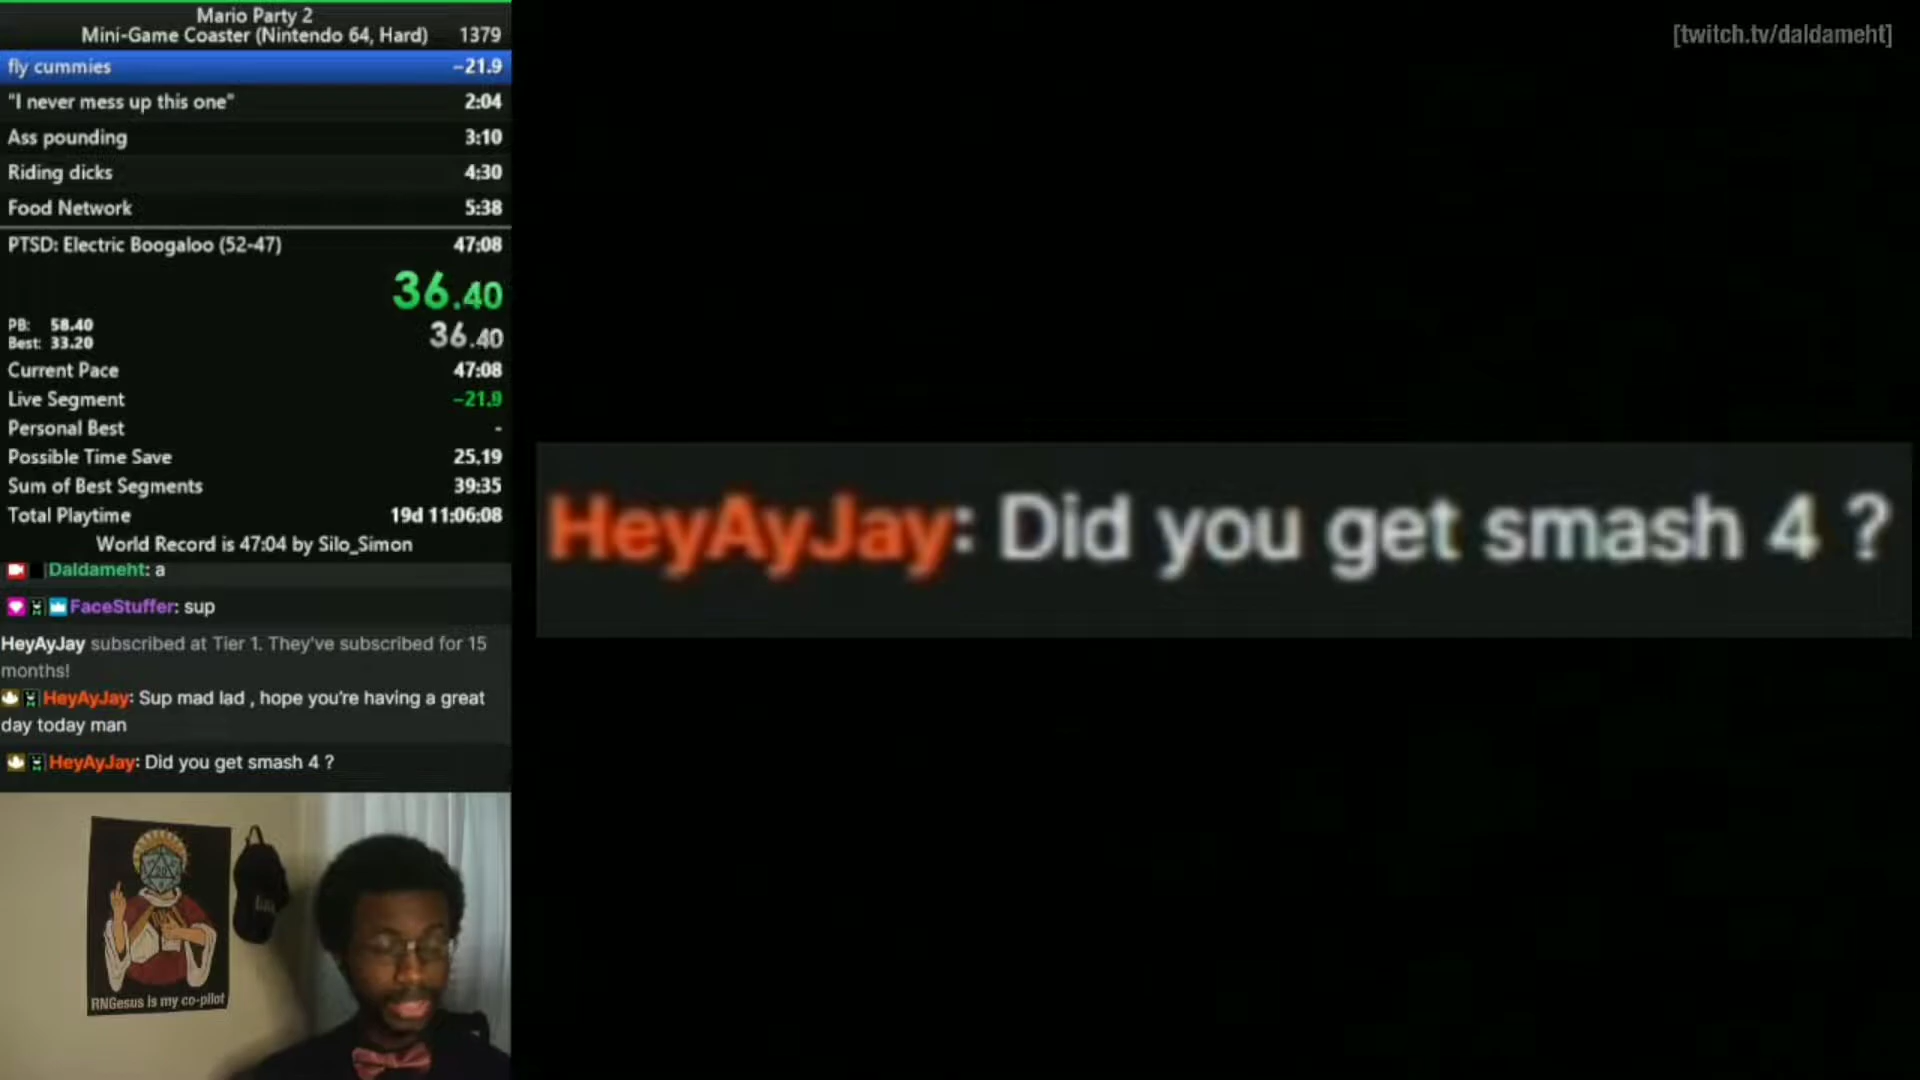 Mario Party 2
Mini-Game Coaster (Nintendo 64, Hard) 1379
fly cummies -21.9
"I never mess up this one" 2:04
Ass pounding 3:10
Riding dicks 4:30
Food Network 5:38
PTSD: Electric Boogaloo (52-47) 47:08
36.40
PB: 58.40
Best: 33.20
36.40
Current Pace 47:08
Live Segment -21.9
Personal Best -
Possible Time Save 25.19
Sum of Best Segments 39:35
Total Playtime 19d 11:06:08
World Record is 47:04 by Silo_Simon
Daldameht: a
FaceStuffer: sup
HeyAyJay subscribed at Tier 1. They've subscribed for 15
months!
HeyAyJay: Sup mad lad , hope you're having a great
day today man
HeyAyJay: Did you get smash 4 ?
RNGesus is my co-pilot
[twitch.tv/daldameht]
HeyAyJay: Did you get smash 4 ?